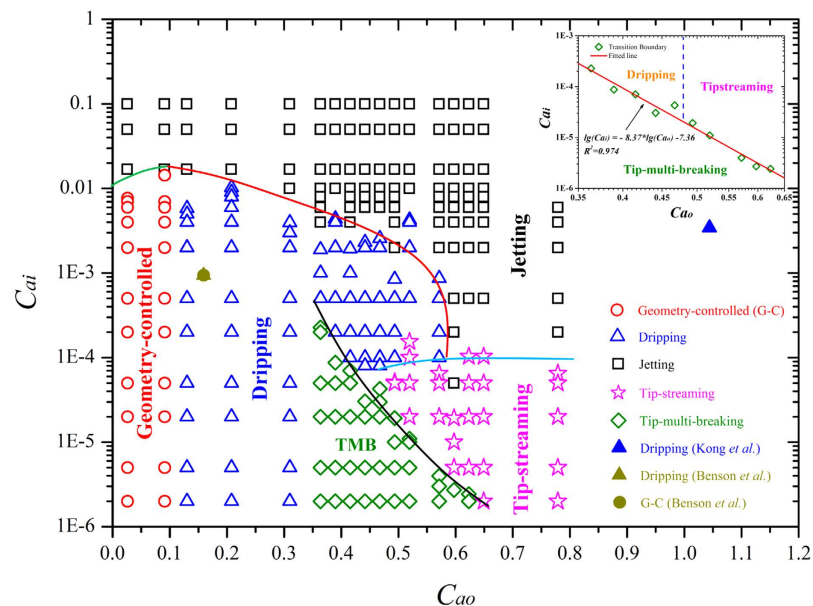 0.1
0.01
1E-3
1E-4
1E-5
1E-6
Cai
0.0
0.1
0.2
0.3
0.4
0.5
0.6
0.7
0.8
0.9
1.0
1.1
1.2
Cao
Geometry-controlled
Dripping
TMB
Tip-streaming
Jetting
1E-3
1E-4
1E-5
1E-6
Cai
Transition Boundary
Fitted line
Dripping
Tipstreaming
lg(Cai) = - 8.37*lg(Cao) -7.36
R²=0.974
Tip-multi-breaking
0.35
0.4
0.45
0.5
0.55
0.6
0.65
Cao
Geometry-controlled (G-C)
Dripping
Jetting
Tip-streaming
Tip-multi-breaking
Dripping (Kong et al.)
Dripping (Benson et al.)
G-C (Benson et al.)